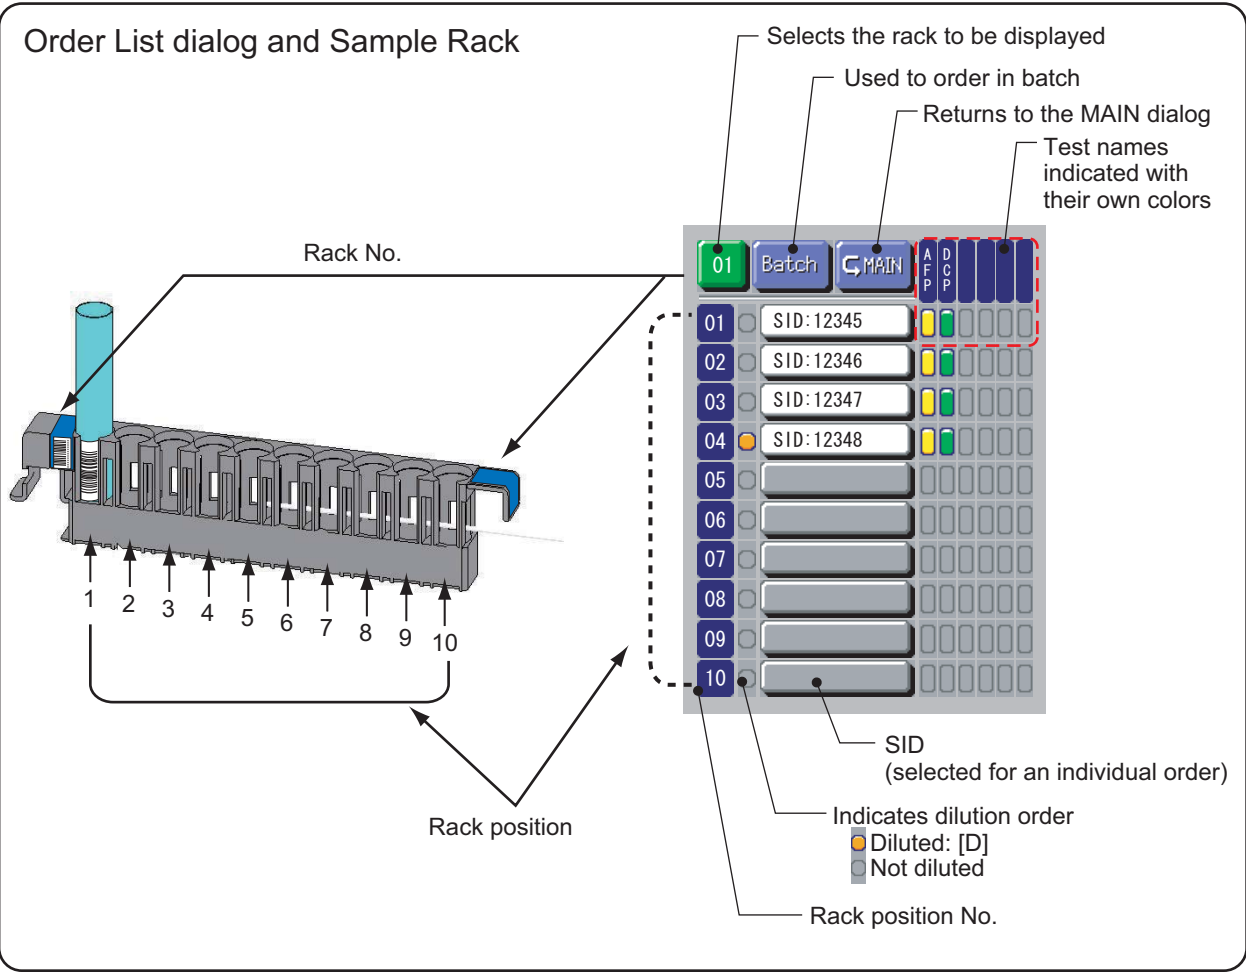 Order List dialog and Sample Rack
Selects the rack to be displayed
Used to order in batch
Returns to the MAIN dialog
Test names
indicated with
their own colors
Rack No.
01 Batch MAIN AFP DCP
01 SID:12345
02 SID:12346
03 SID:12347
04 SID:12348
05
06
07
08
09
10
1 2 3 4 5 6 7 8 9 10
Rack position
SID
(selected for an individual order)
Indicates dilution order
Diluted: [D]
Not diluted
Rack position No.